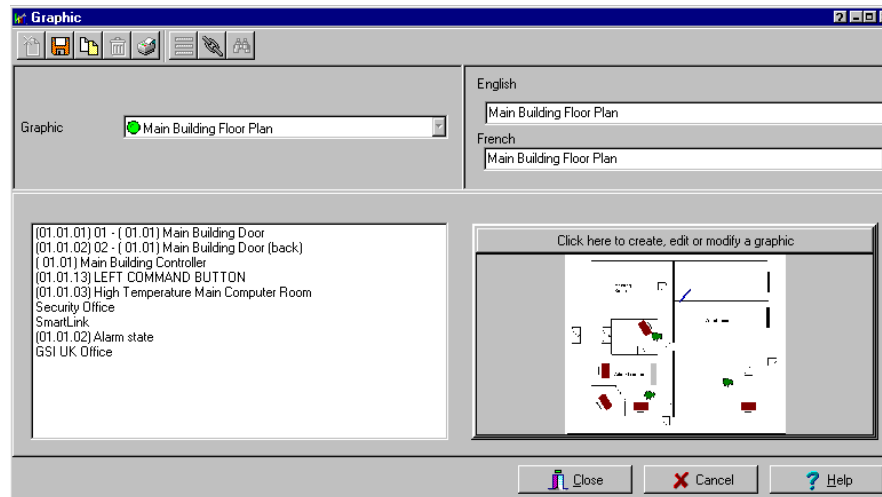 Graphic
English
Main Building Floor Plan
Graphic
Main Building Floor Plan
French
Main Building Floor Plan
(01.01.01) 01 - ( 01.01) Main Building Door
(01.01.02) 02 - ( 01.01) Main Building Door (back)
( 01.01) Main Building Controller
(01.01.13) LEFT COMMAND BUTTON
(01.01.03) High Temperature Main Computer Room
Security Office
SmartLink
(01.01.02) Alarm state
GSI UK Office
Click here to create, edit or modify a graphic
Close
Cancel
Help